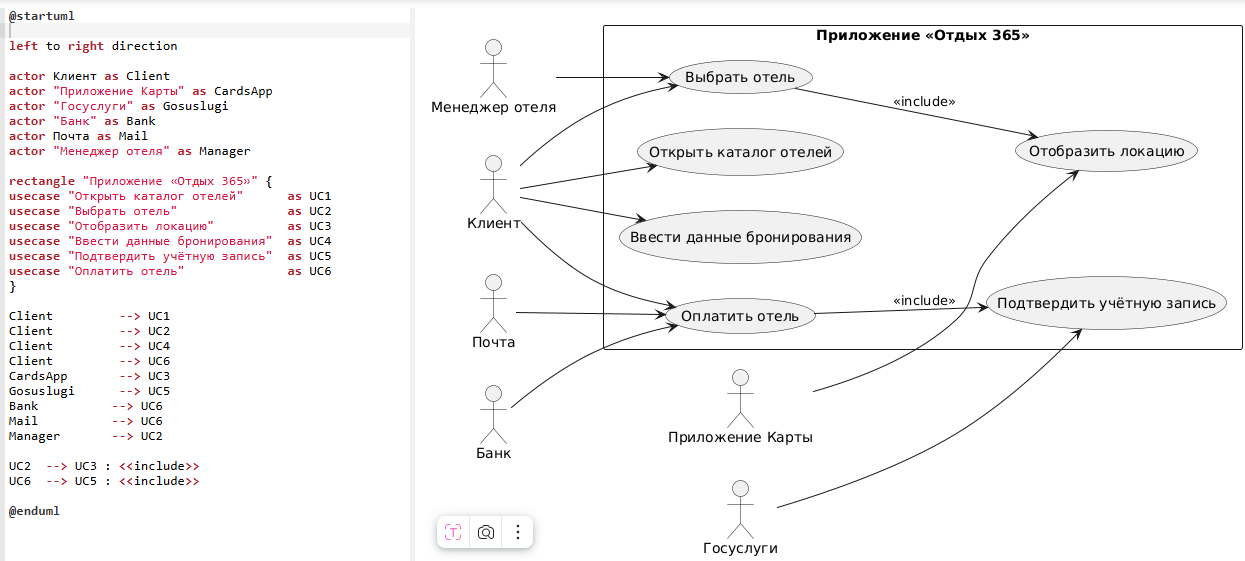 @startuml
left to right direction
actor Клиент as Client
actor "Приложение Карты" as CardsApp
actor "Госуслуги" as Gosuslugi
actor "Банк" as Bank
actor Почта as Mail
actor "Менеджер отеля" as Manager
rectangle "Приложение «Отдых 365»" {
usecase "Открыть каталог отелей" as UC1
usecase "Выбрать отель" as UC2
usecase "Отобразить локацию" as UC3
usecase "Ввести данные бронирования" as UC4
usecase "Подтвердить учётную запись" as UC5
usecase "Оплатить отель" as UC6
}
Client --> UC1
Client --> UC2
Client --> UC4
Client --> UC6
CardsApp --> UC3
Gosuslugi --> UC5
Bank --> UC6
Mail --> UC6
Manager --> UC2
UC2 --> UC3 : <<include>>
UC6 --> UC5 : <<include>>
@enduml
Приложение «Отдых 365»
Выбрать отель
Менеджер отеля
«include»
Открыть каталог отелей
Отобразить локацию
Клиент
Ввести данные бронирования
«include»
Подтвердить учётную запись
Оплатить отель
Почта
Приложение Карты
Банк
Госуслуги
T